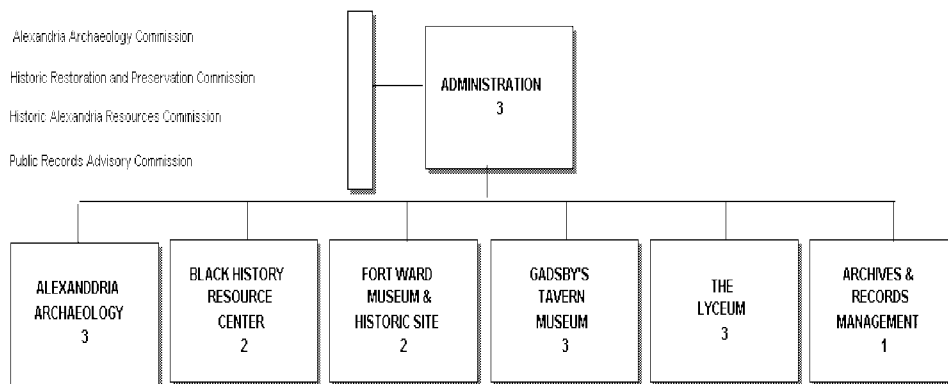 Alexandria Archaeology Commission
Historic Restoration and Preservation Commission
Historic Alexandria Resources Commission
Public Records Advisory Commission
ADMINISTRATION
3
ALEXANDDRIA
ARCHAEOLOGY
3
BLACK HISTORY
RESOURCE
CENTER
2
FORT WARD
MUSEUM &
HISTORIC SITE
2
GADSBY'S
TAVERN
MUSEUM
3
THE
LYCEUM
3
ARCHIVES &
RECORDS
MANAGEMENT
1